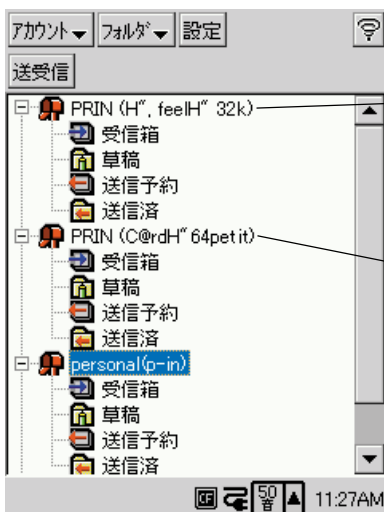 アカウント フォルダ 設定
送受信
PRIN (H", feelH" 32k)
受信箱
草稿
送信予約
送信済
PRIN (C@rdH" 64petit)
受信箱
草稿
送信予約
送信済
personal(p-in)
受信箱
草稿
送信予約
送信済
11:27AM